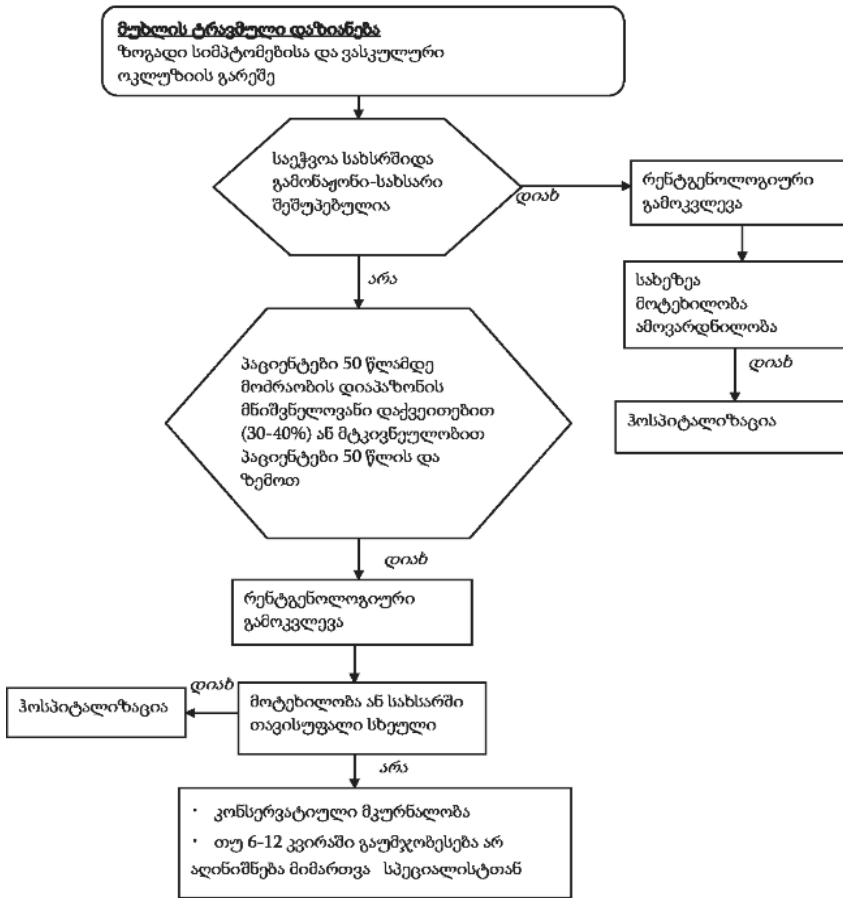 მუხლის ტრავმული დაზიანება
ზოგადი სიმპტომებისა და ვასკულური
ოკლუზიის გარეშე
საეჭვოა სახსრშიდა
გამონაჟონი-სახსარი
შეშუპებულია
დიახ
რენტგენოლოგიური
გამოკვლევა
არა
სახეზეა
მოტეხილობა
ამოვარდნილობა
დიახ
ჰოსპიტალიზაცია
პაციენტები 50 წლამდე
მოძრაობის დიაპაზონის
მნიშვნელოვანი დაქვეითებით
(30-40%) ან მტკივნეულობით
პაციენტები 50 წლის და
ზემოთ
დიახ
რენტგენოლოგიური
გამოკვლევა
დიახ
ჰოსპიტალიზაცია
მოტეხილობა ან სახსარში
თავისუფალი სხეული
არა
· კონსერვატიული მკურნალობა
· თუ 6-12 კვირაში გაუმჯობესება არ
აღინიშნება მიმართვა სპეციალისტთან